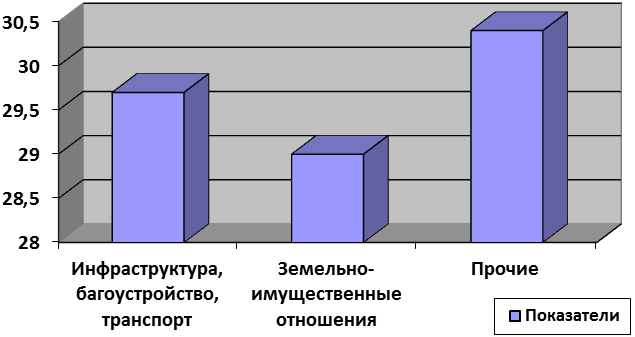 30,5
30
29,5
29
28,5
28
Инфраструктура,
багоустройство,
транспорт
Земельно-
имущественные
отношения
Прочие
Показатели